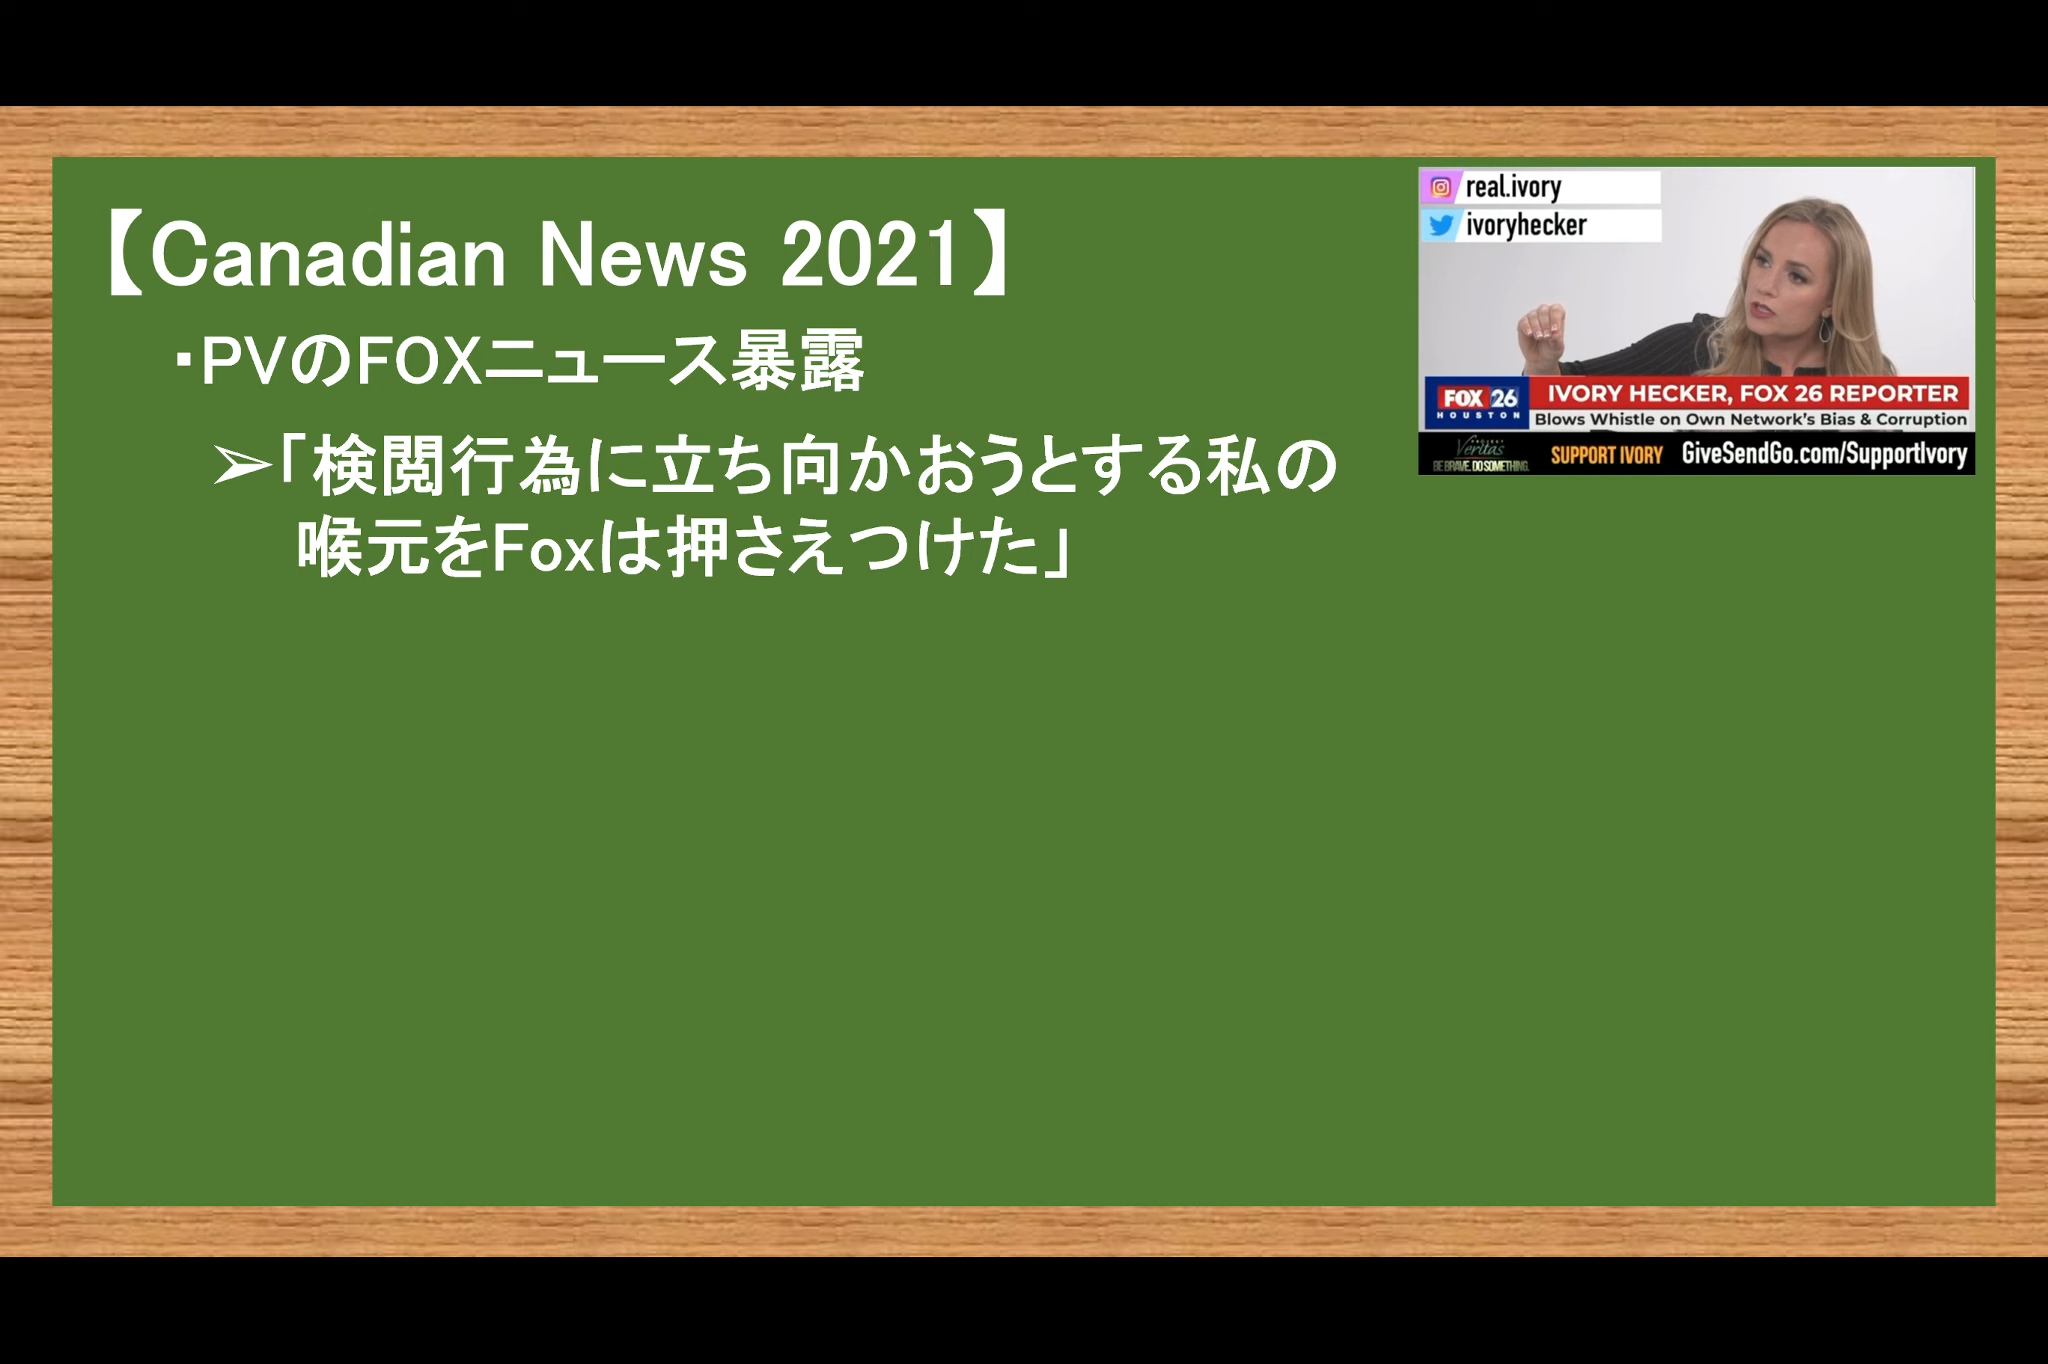 【Canadian News 2021】
・PVのFOXニュース暴露
➢「検閲行為に立ち向かおうとする私の
喉元をFoxは押さえつけた」
real.ivory
ivoryhecker
FOX 26
HOUSTON
IVORY HECKER, FOX 26 REPORTER
Blows Whistle on Own Network's Bias & Corruption
PROJECT
Veritas
BE BRAVE. DO SOMETHING.
SUPPORT IVORY
GiveSendGo.com/SupportIvory